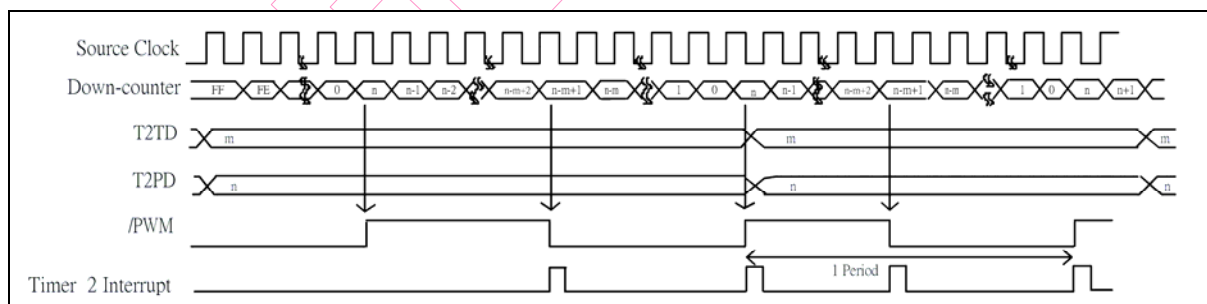 Source Clock
Down-counter FF FE 0 n n-1 n-2 n-m+2 n-m+1 n-m 1 0 n n-1 n-m+2 n-m+1 n-m 1 0 n n+1
T2TD m m m
T2PD n n n
/PWM
1 Period
Timer 2 Interrupt